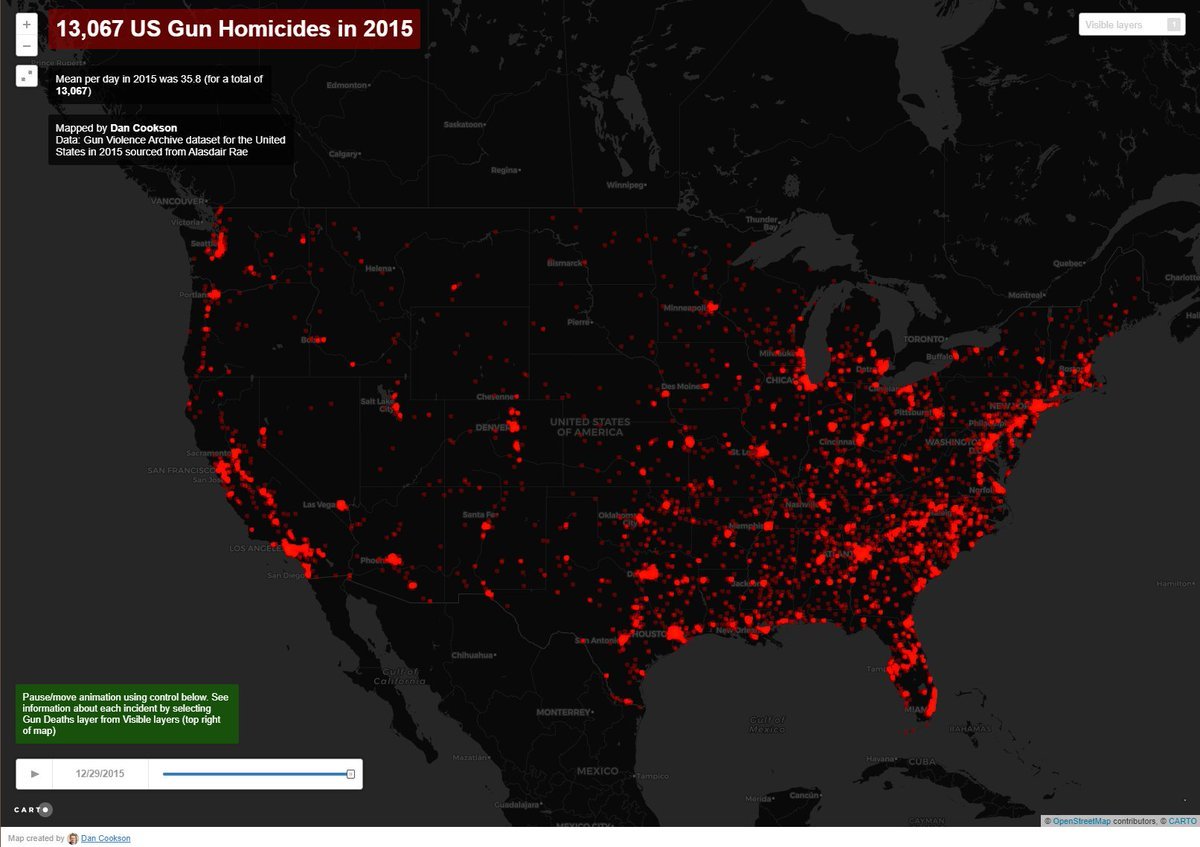 +
13,067 US Gun Homicides in 2015
Visible layers 1
−
Prince Rupert
Mean per day in 2015 was 35.8 (for a total of
13,067)
Edmonton
Mapped by Dan Cookson
Data: Gun Violence Archive dataset for the United
States in 2015 sourced from Alasdair Rae
Saskatoon
Calgary
Regina
Winnipeg
VANCOUVER
Victoria
Thunder
Bay
Seattle
Quebec
Bismarck
Helena
Charlotte
Portland
Montreal
Minneapolis
Pierre
TORONTO
Boise
Buffalo
Milwaukee
Detroit
Boston
CHICAGO
Des Moines
Cleveland
Cheyenne
Salt Lake
City
NEW YORK
Pittsburgh
DENVER
UNITED STATES
OF AMERICA
Philadelphia
Cincinnati
WASHINGTON
D.C.
Sacramento
St. Louis
SAN FRANCISCO
San Jose
Norfolk
Las Vegas
Nashville
Santa Fe
Oklahoma
City
Memphis
LOS ANGELES
ATLANTA
Phoenix
San Diego
Jackson
Hamilton
New Orleans
HOUSTON
San Antonio
Chihuahua
Tampa
Gulf of
California
MIAMI
MONTERREY
Gulf of
Mexico
BAHAMAS
Pause/move animation using control below. See
information about each incident by selecting
Gun Deaths layer from Visible layers (top right
of map)
Mazatlán
Havana
CUBA
12/29/2015
MEXICO
Tampico
Mérida
Cancún
Guadalajara
CARTO
MEXICO CITY
CAYMAN
© OpenStreetMap contributors, © CARTO
Map created by Dan Cookson